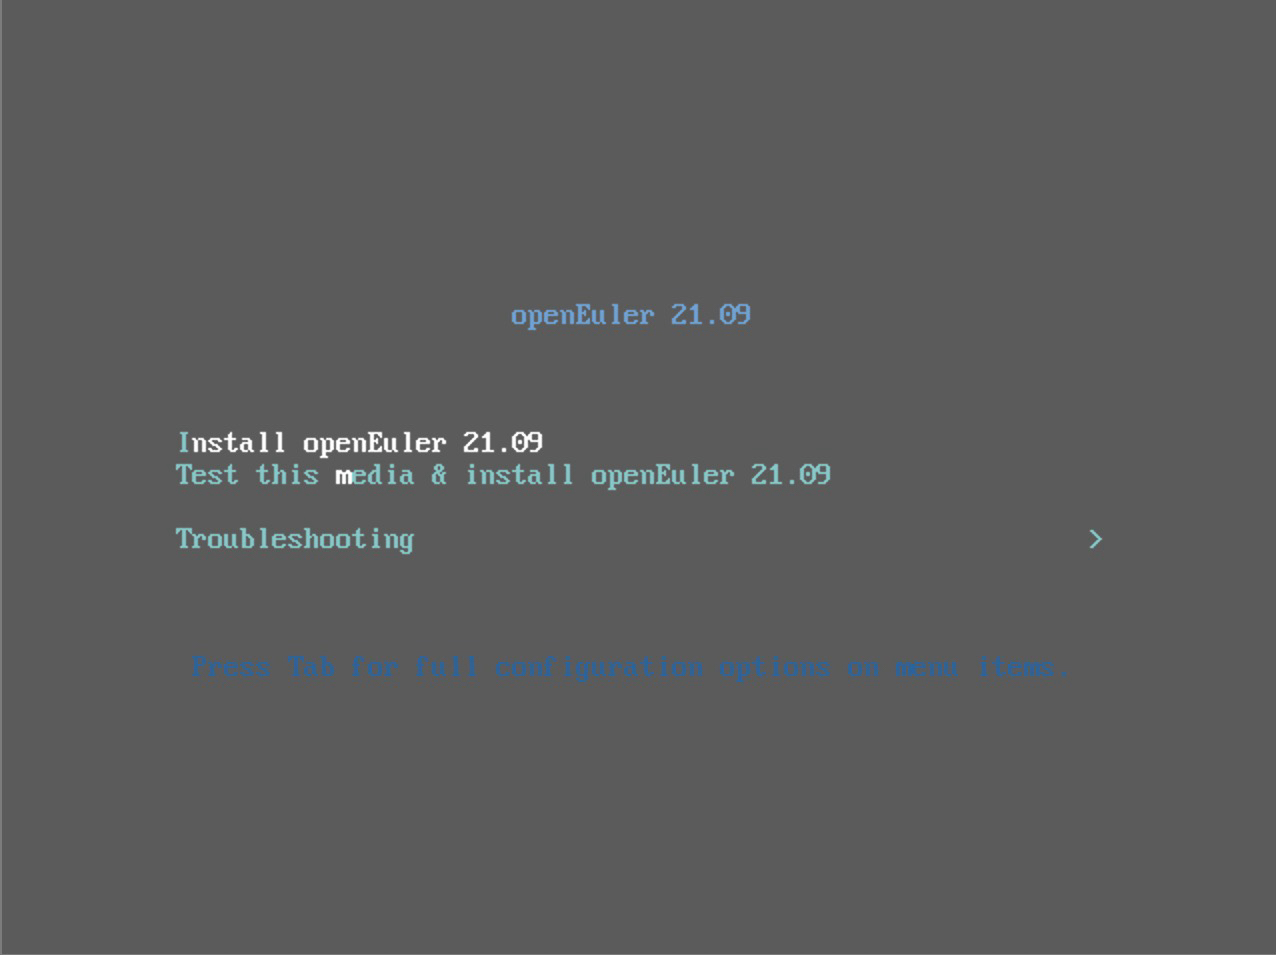 openEuler 21.09
Install openEuler 21.09
Test this media & install openEuler 21.09
Troubleshooting >
Press Tab for full configuration options on menu items.